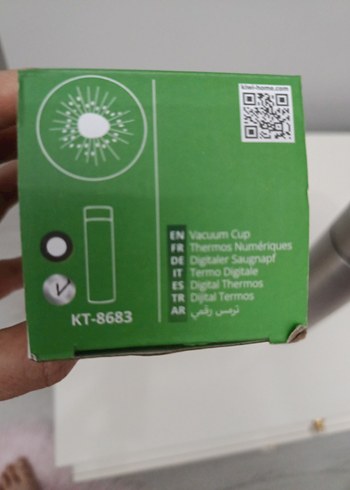 kiwi-home.com
EN Vacuum Cup
FR Thermos Numériques
DE Digitaler Saugnapf
IT Termo Digitale
ES Digital Thermos
TR Dijital Termos
AR ترمس رقمي
KT-8683